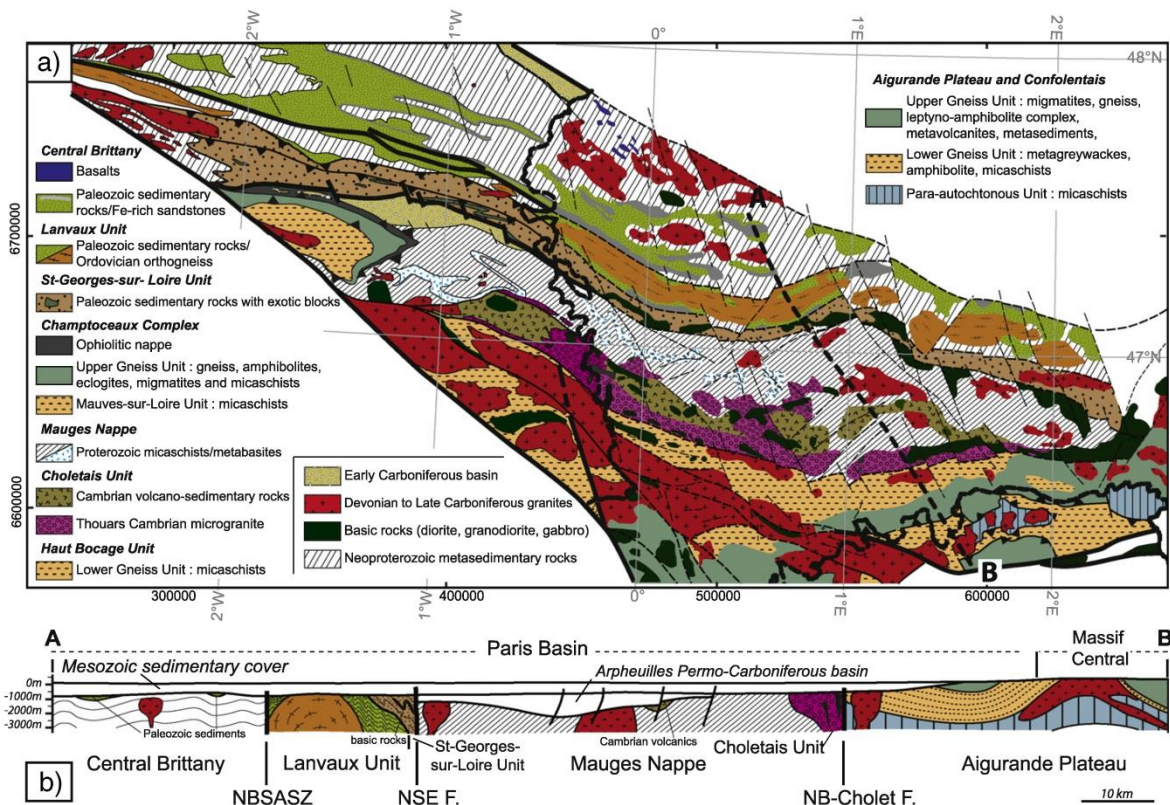 a)
2°W
1°W
0°
1°E
2°E
48°N
47°N
6700000
6600000
Central Brittany
Basalts
Paleozoic sedimentary
rocks/Fe-rich sandstones
Lanvaux Unit
Paleozoic sedimentary rocks/
Ordovician orthogneiss
St-Georges-sur- Loire Unit
Paleozoic sedimentary rocks with exotic blocks
Champtoceaux Complex
Ophiolitic nappe
Upper Gneiss Unit : gneiss, amphibolites,
eclogites, migmatites and micaschists
Mauves-sur-Loire Unit : micaschists
Mauges Nappe
Proterozoic micaschists/metabasites
Choletais Unit
Cambrian volcano-sedimentary rocks
Thouars Cambrian microgranite
Haut Bocage Unit
Lower Gneiss Unit : micaschists
Aigurande Plateau and Confolentais
Upper Gneiss Unit : migmatites, gneiss,
leptyno-amphibolite complex,
metavolcanites, metasediments,
Lower Gneiss Unit : metagreywackes,
amphibolite, micaschists
Para-autochtonous Unit : micaschists
Early Carboniferous basin
Devonian to Late Carboniferous granites
Basic rocks (diorite, granodiorite, gabbro)
Neoproterozoic metasedimentary rocks
A
B
300000
2°W
1°W
400000
0°
500000
1°E
600000
2°E
A
Paris Basin
Massif
Central
B
Mesozoic sedimentary cover
Arpheuilles Permo-Carboniferous basin
0m
-1000m
-2000m
-3000m
Paleozoic sediments
basic rocks
St-Georges-
sur-Loire Unit
Cambrian volcanics
Choletais Unit
Central Brittany
Lanvaux Unit
Mauges Nappe
Aigurande Plateau
b)
NBSASZ
NSE F.
NB-Cholet F.
10 km